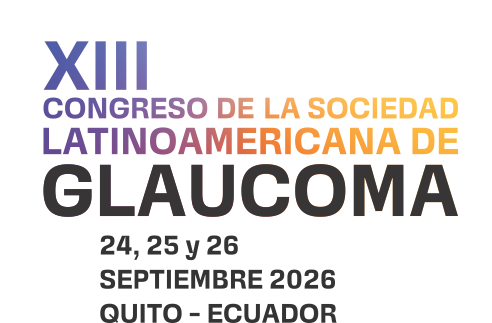 XIII
CONGRESO DE LA SOCIEDAD
LATINOAMERICANA DE
GLAUCOMA
24, 25 y 26
SEPTIEMBRE 2026
QUITO - ECUADOR